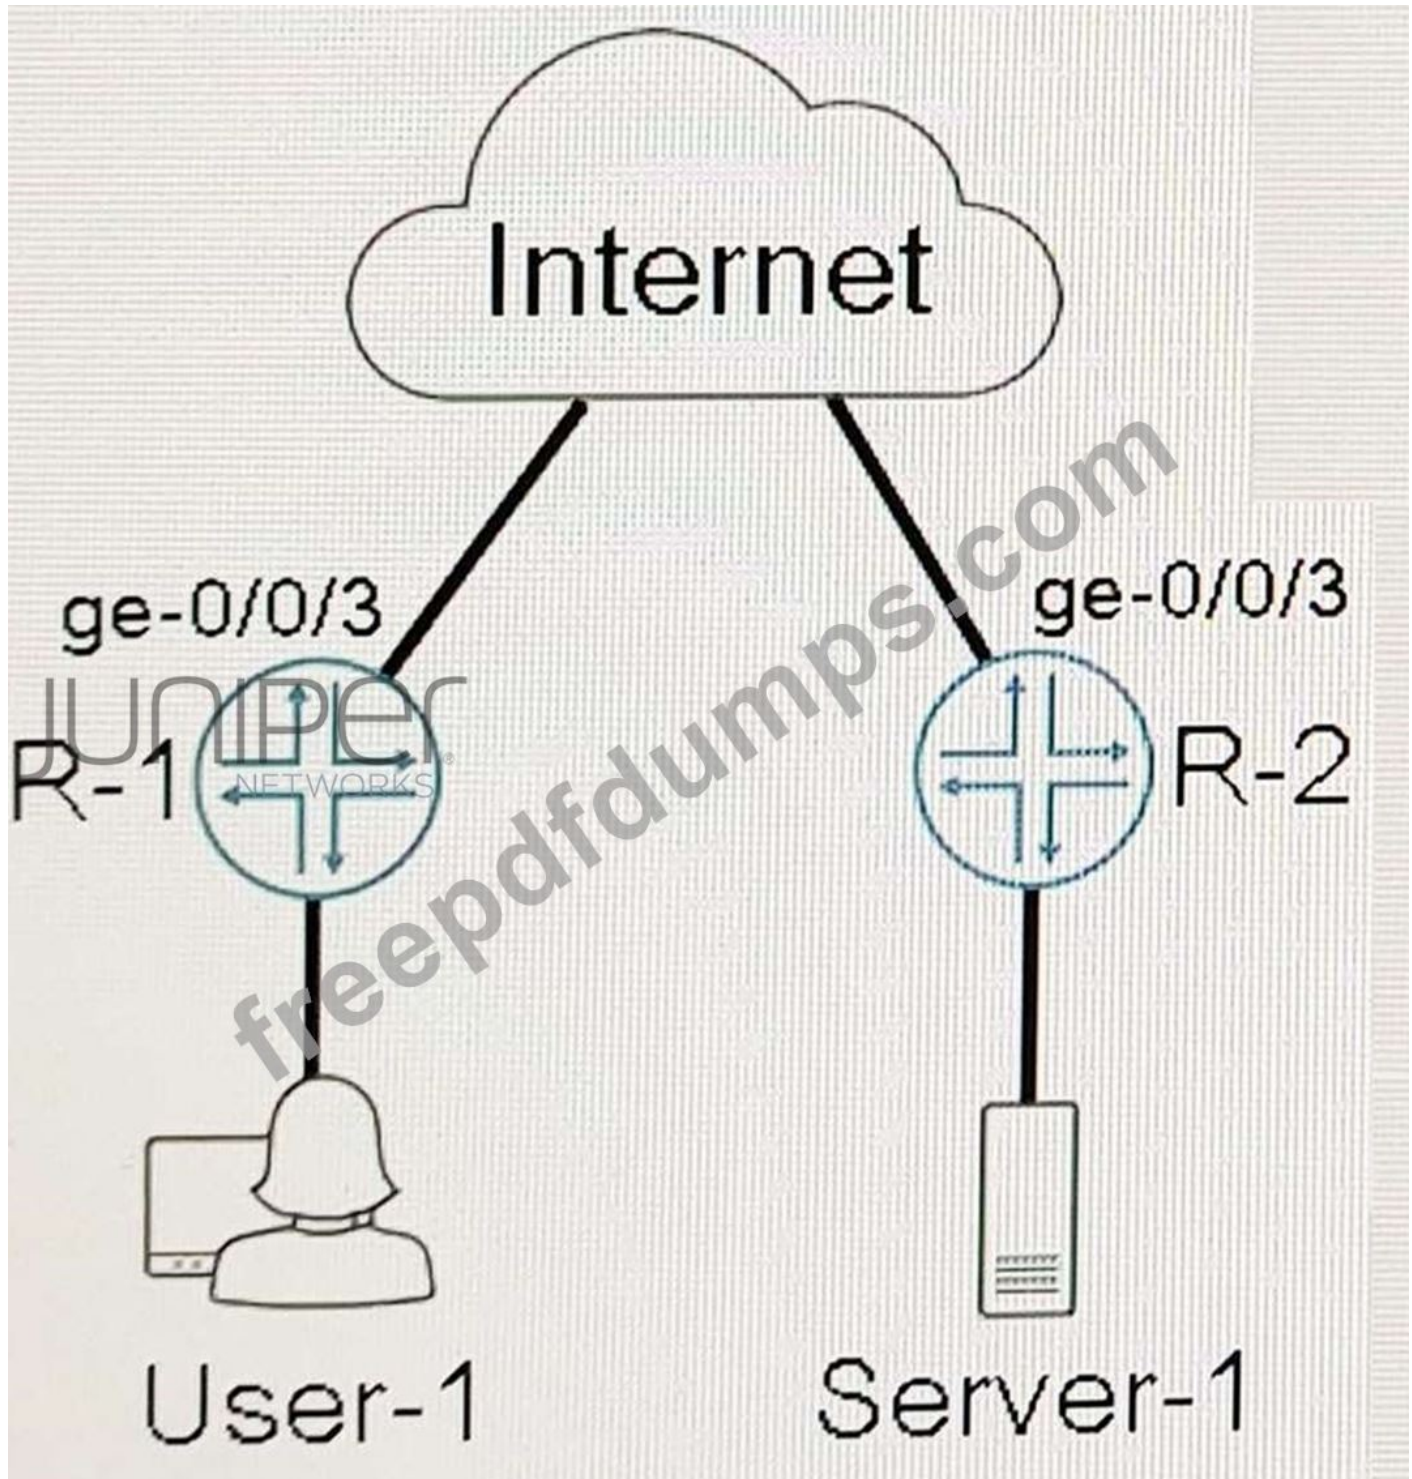 Internet
ge-0/0/3
ge-0/0/3
JUNIPER
NETWORKS
R-1
R-2
freepdfdumps.com
User-1
Server-1